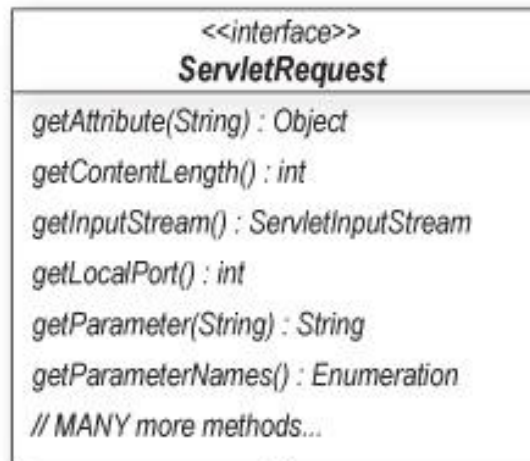 <<interface>>
ServletRequest
getAttribute(String) : Object
getContentLength() : int
getInputStream() : ServletInputStream
getLocalPort() : int
getParameter(String) : String
getParameterNames() : Enumeration
// MANY more methods...